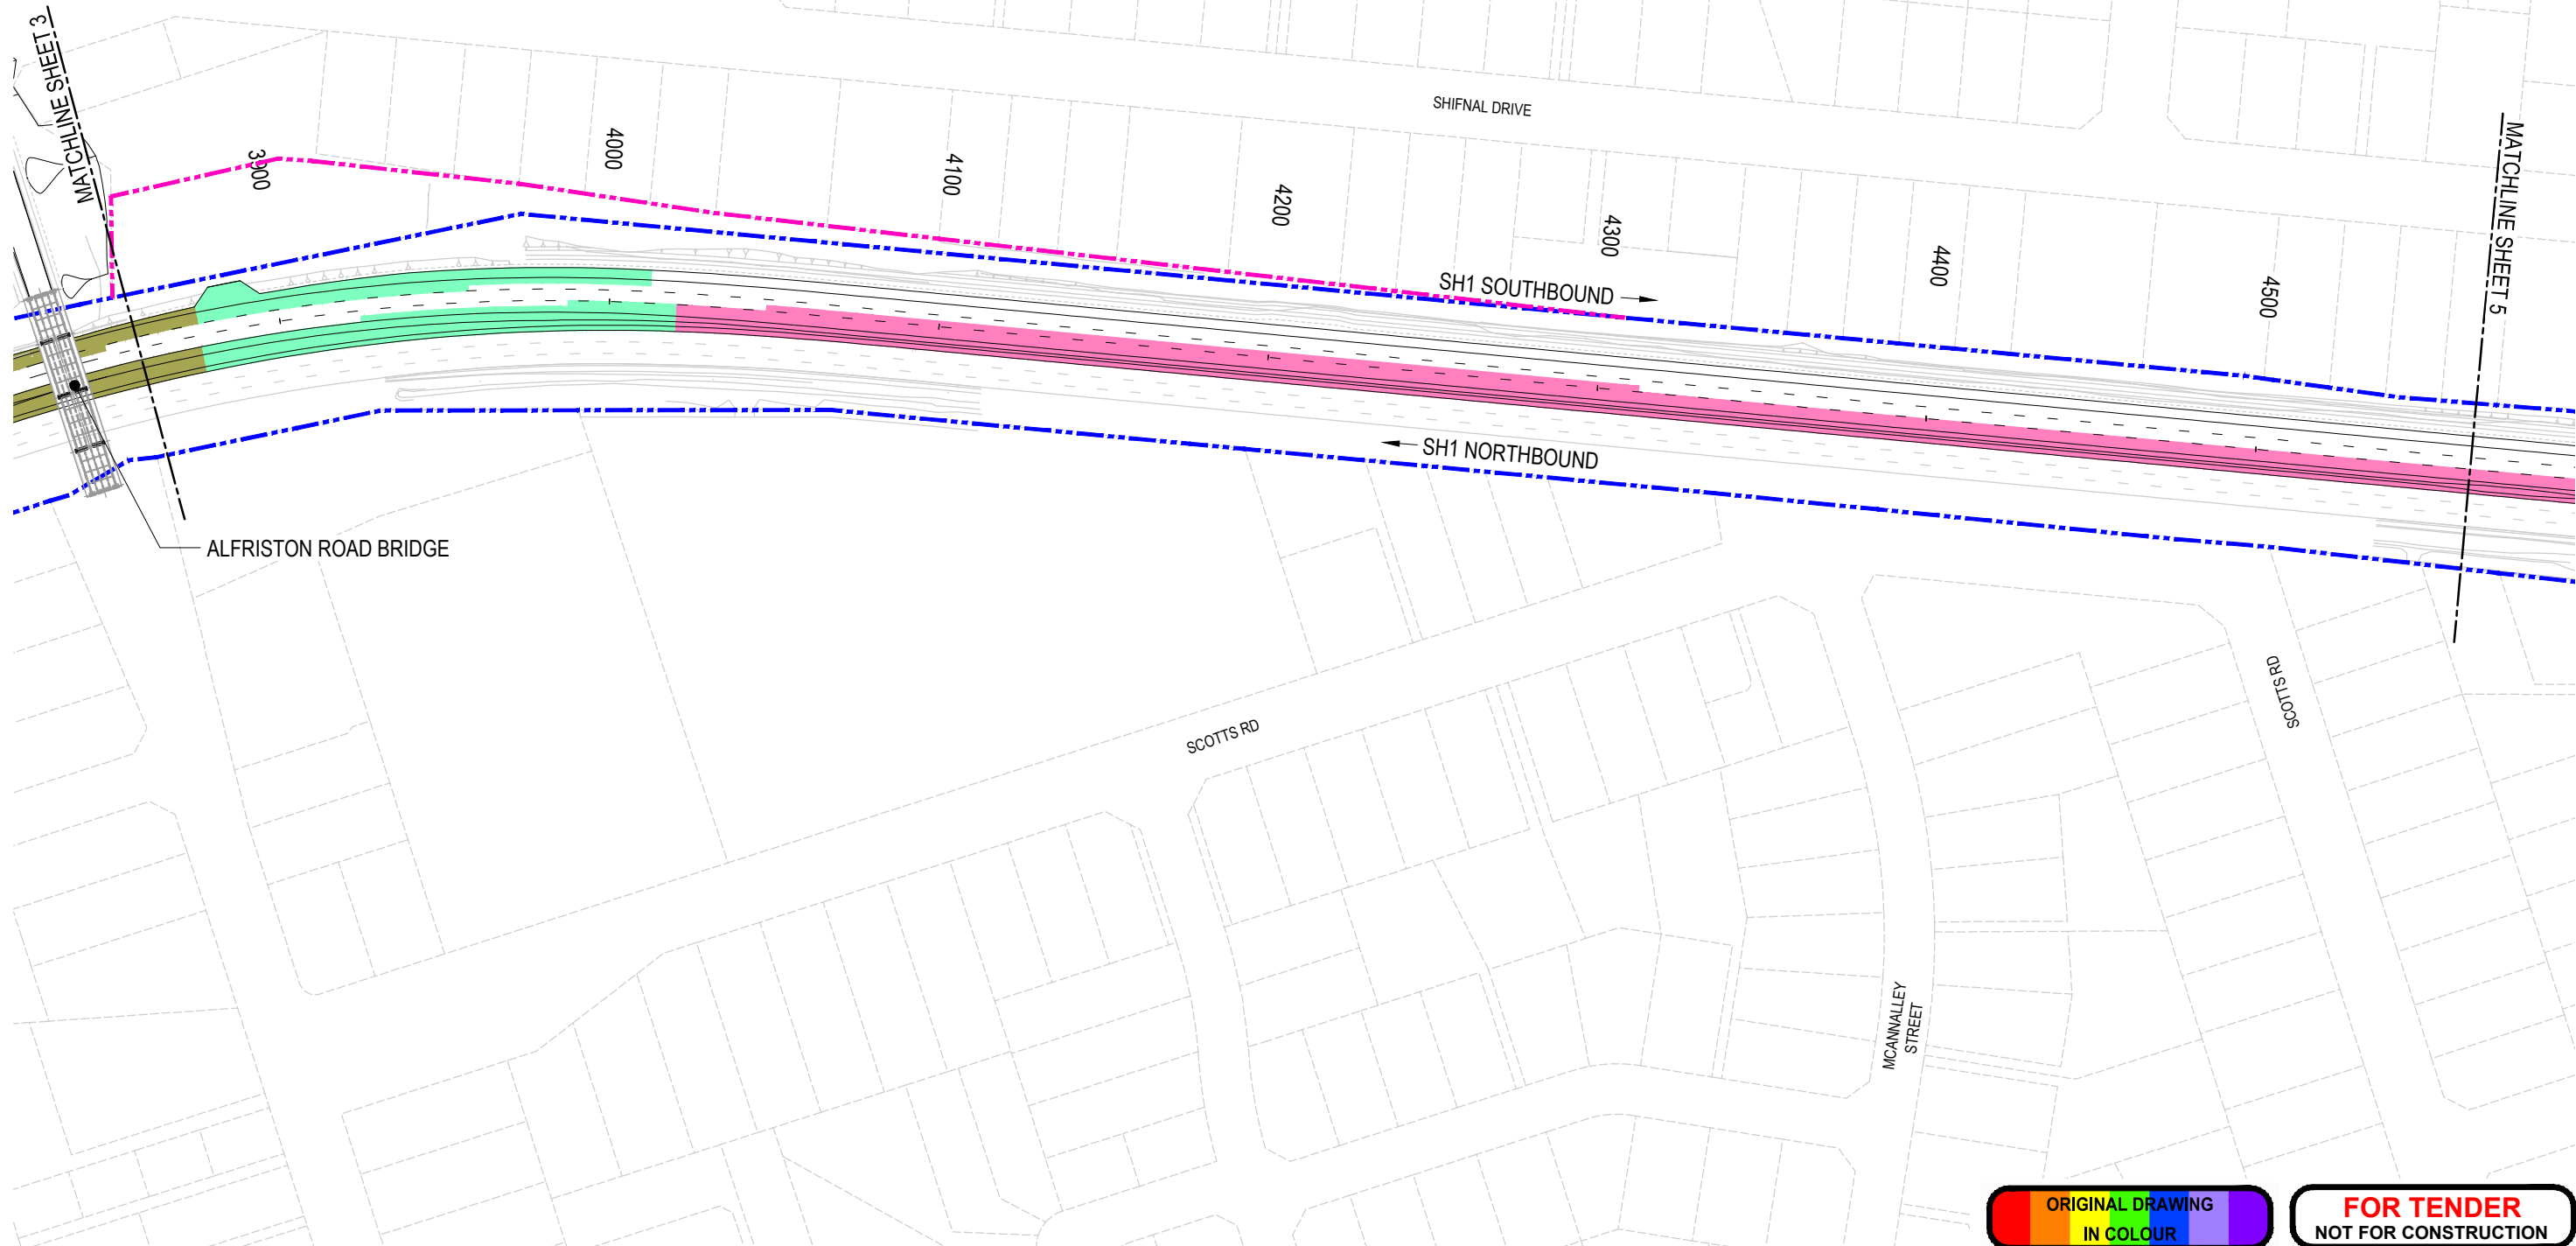 MATCHLINE SHEET 3
SHIFNAL DRIVE
3900
4000
4100
4200
4300
4400
4500
MATCHLINE SHEET 5
SH1 SOUTHBOUND
SH1 NORTHBOUND
ALFRISTON ROAD BRIDGE
SCOTTS RD
SCOTTS RD
MCANNALLEY
STREET
ORIGINAL DRAWING
IN COLOUR
FOR TENDER
NOT FOR CONSTRUCTION